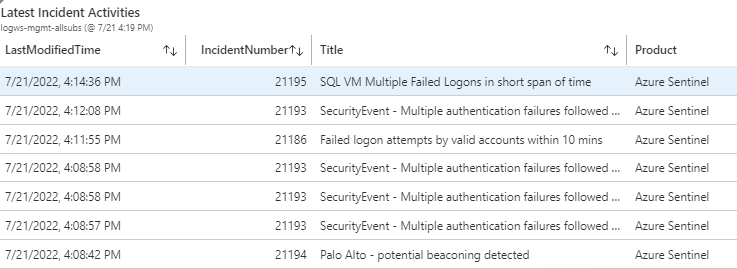 Latest Incident Activities
logws-mgmt-allsubs (@ 7/21 4:19 PM)
LastModifiedTime ↑↓ IncidentNumber↑↓ Title ↑↓ Product
7/21/2022, 4:14:36 PM 21195 SQL VM Multiple Failed Logons in short span of time Azure Sentinel
7/21/2022, 4:12:08 PM 21193 SecurityEvent - Multiple authentication failures followed ... Azure Sentinel
7/21/2022, 4:11:55 PM 21186 Failed logon attempts by valid accounts within 10 mins Azure Sentinel
7/21/2022, 4:08:58 PM 21193 SecurityEvent - Multiple authentication failures followed ... Azure Sentinel
7/21/2022, 4:08:58 PM 21193 SecurityEvent - Multiple authentication failures followed ... Azure Sentinel
7/21/2022, 4:08:57 PM 21193 SecurityEvent - Multiple authentication failures followed ... Azure Sentinel
7/21/2022, 4:08:42 PM 21194 Palo Alto - potential beaconing detected Azure Sentinel